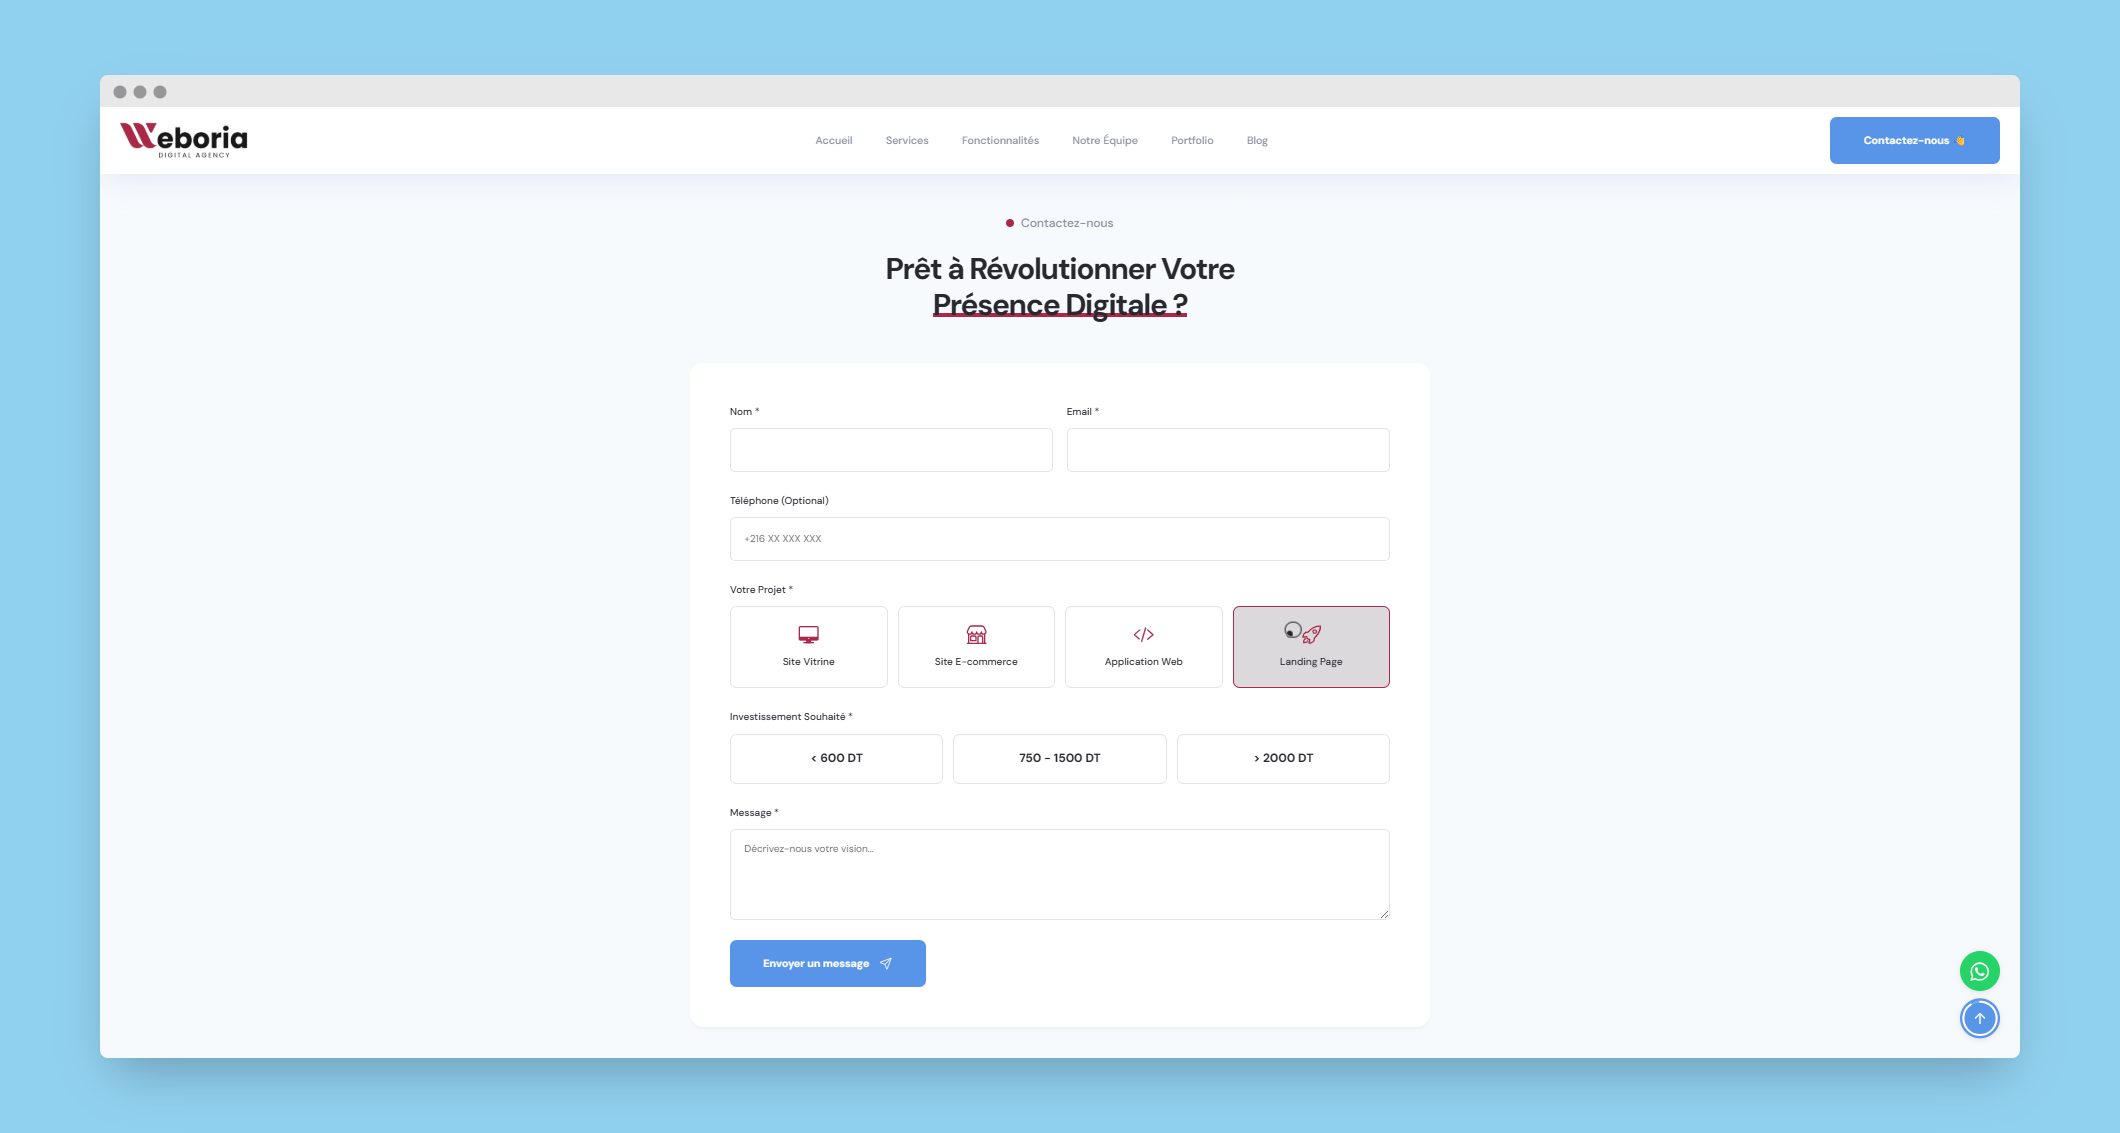 Weboria
DIGITAL AGENCY
Accueil Services Fonctionnalités Notre Équipe Portfolio Blog
Contactez-nous 👋
Contactez-nous
Prêt à Révolutionner Votre
Présence Digitale ?
Nom * Email *
Téléphone (Optional)
+216 XX XXX XXX
Votre Projet *
Site Vitrine Site E-commerce Application Web Landing Page
Investissement Souhaité *
< 600 DT 750 - 1500 DT > 2000 DT
Message *
Décrivez-nous votre vision...
Envoyer un message